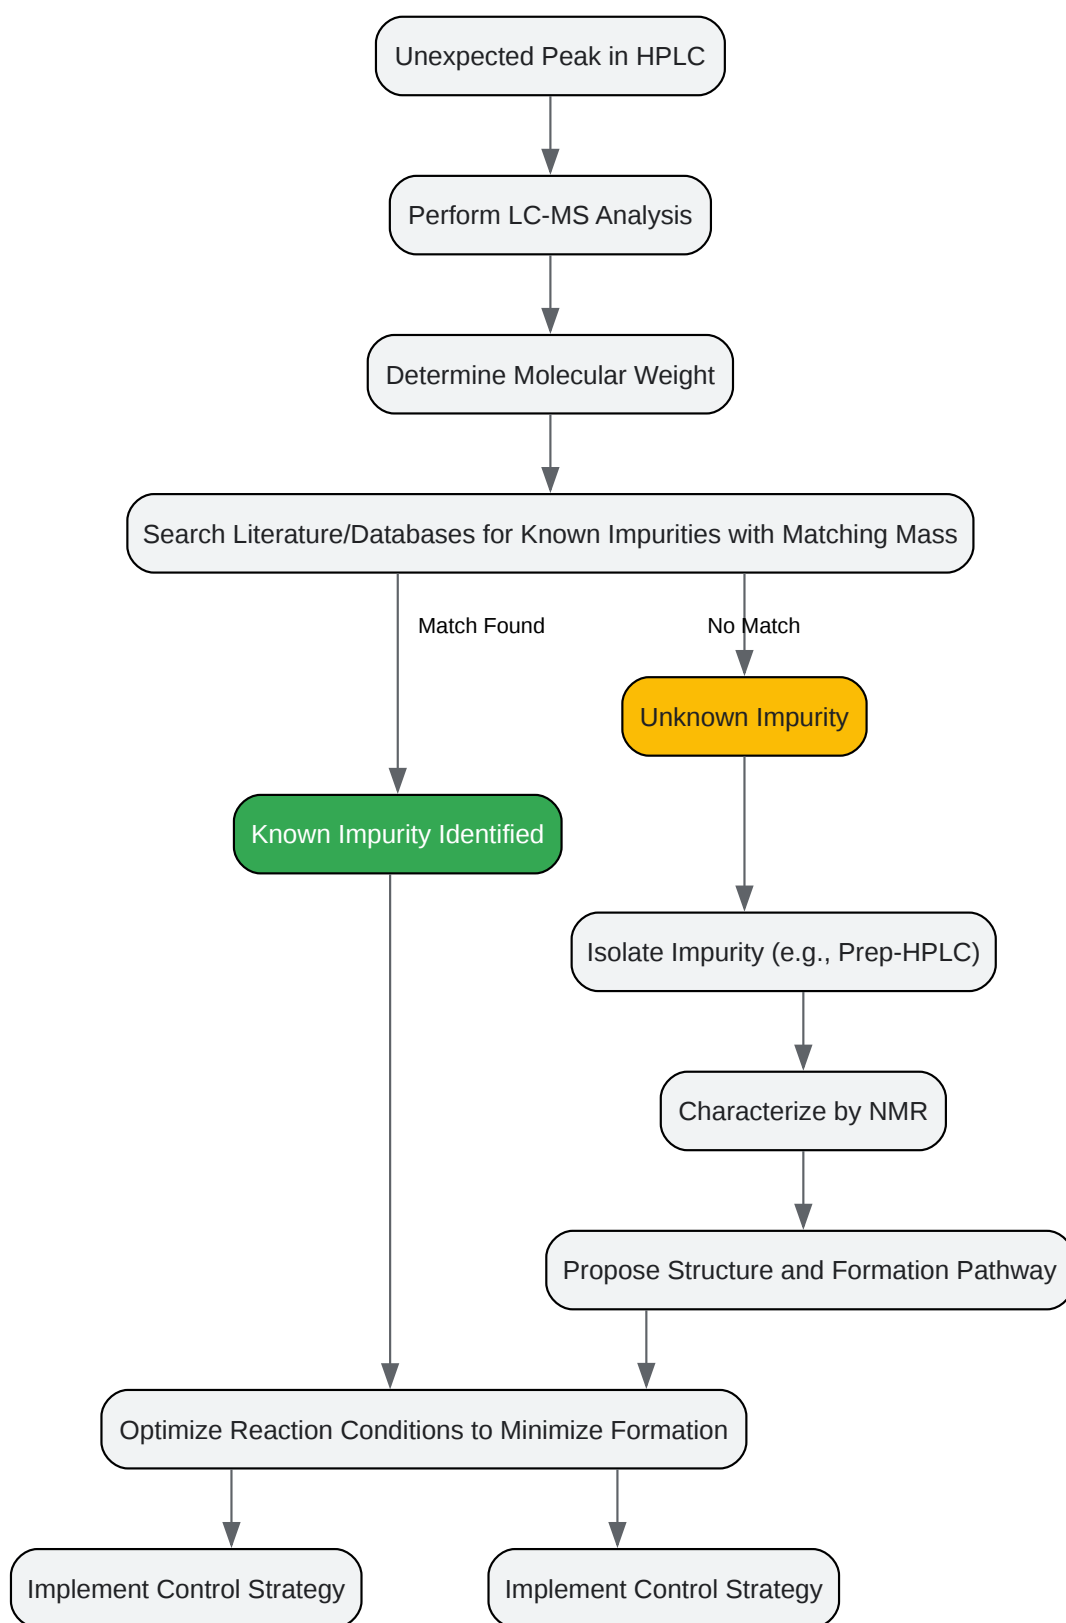 Unexpected Peak in HPLC
Perform LC-MS Analysis
Determine Molecular Weight
Search Literature/Databases for Known Impurities with Matching Mass
Match Found
No Match
Unknown Impurity
Known Impurity Identified
Isolate Impurity (e.g., Prep-HPLC)
Characterize by NMR
Propose Structure and Formation Pathway
Optimize Reaction Conditions to Minimize Formation
Implement Control Strategy
Implement Control Strategy